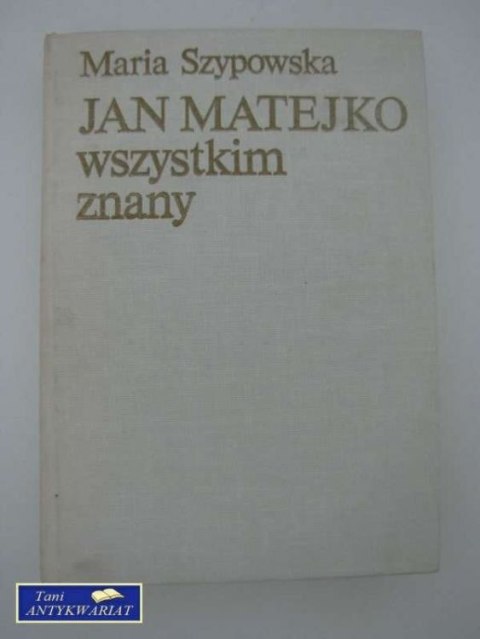 Maria Szypowska
JAN MATEJKO
wszystkim
znany
Tani
ANTYKWARIAT